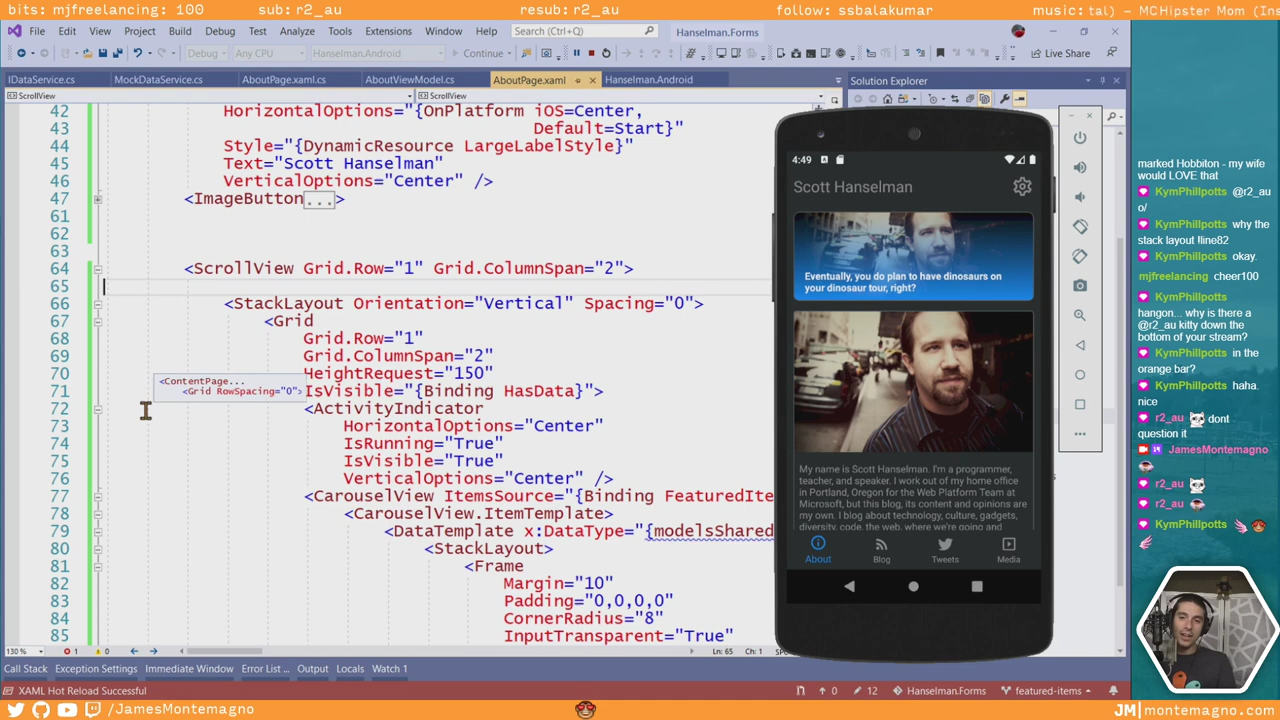 bits: mjfreelancing: 100
sub: r2_au
resub: r2_au
follow: ssbalakumar
music: tal) - MCHipster Mom (Ins
File Edit View Project Build Debug Test Analyze Tools Extensions Window Help
Search (Ctrl+Q)
Hanselman.Forms
Debug Any CPU Hanselman.Android Continue Live Share
IDataService.cs MockDataService.cs AboutPage.xaml.cs AboutViewModel.cs AboutPage.xaml Hanselman.Android
Solution Explorer
ScrollView ScrollView
42 HorizontalOptions="{OnPlatform iOS=Center,
43 Default=Start}"
44 Style="{DynamicResource LargeLabelStyle}"
45 Text="Scott Hanselman"
46 VerticalOptions="Center" />
47 <ImageButton...>
61
62
63
64 <ScrollView Grid.Row="1" Grid.ColumnSpan="2">
65
66 <StackLayout Orientation="Vertical" Spacing="0">
67 <Grid
68 Grid.Row="1"
69 Grid.ColumnSpan="2"
70 HeightRequest="150"
<ContentPage...
<Grid RowSpacing="0">
71 IsVisible="{Binding HasData}">
72 <ActivityIndicator
73 HorizontalOptions="Center"
74 IsRunning="True"
75 IsVisible="True"
76 VerticalOptions="Center" />
77 <CarouselView ItemsSource="{Binding FeaturedIte
78 <CarouselView.ItemTemplate>
79 <DataTemplate x:DataType="{modelsShared
80 <StackLayout>
81 <Frame
82 Margin="10"
83 Padding="0,0,0,0"
84 CornerRadius="8"
85 InputTransparent="True"
4:49
Scott Hanselman
Eventually, you do plan to have dinosaurs on
your dinosaur tour, right?
My name is Scott Hanselman. I'm a programmer,
teacher, and speaker. I work out of my home office
in Portland, Oregon for the Web Platform Team at
Microsoft, but this blog, its content and opinions are
my own. I blog about technology, culture, gadgets,
diversity, code, the web, where we're going and
About Blog Tweets Media
marked Hobbiton - my wife
would LOVE that
KymPhillpotts @r2_au
o/
KymPhillpotts why the
stack layout !line82
KymPhillpotts okay.
mjfreelancing cheer100
KymPhillpotts
hangon... why is there a
@r2_au kitty down the
bottom of your stream?
KymPhillpotts in the
orange bar?
KymPhillpotts haha.
nice
r2_au dont
question it
JamesMontemagno
r2_au
r2_au
KymPhillpotts
130 % 1 0 Ln: 65 Ch: 1
Call Stack Exception Settings Immediate Window Error List ... Output Locals Watch 1
XAML Hot Reload Successful 0 12 Hanselman.Forms featured-items
/JamesMontemagno
JM montemagno.com